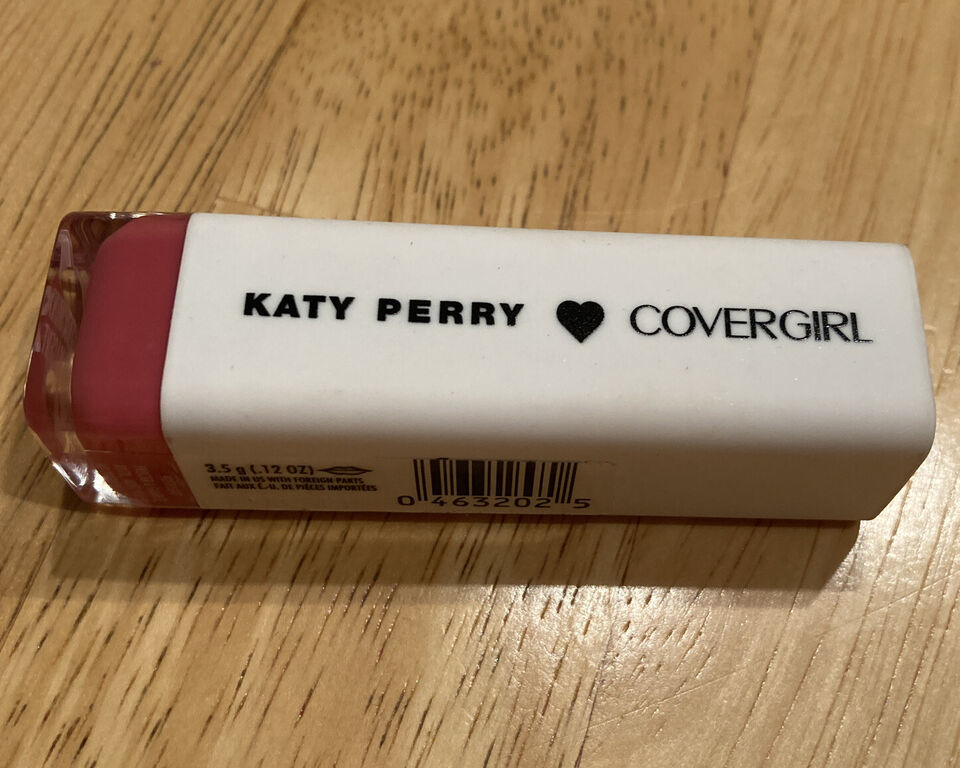 KATY PERRY ♥ COVERGIRL
3.5 g (.12 OZ)
MADE IN US WITH FOREIGN PARTS
FAIT AUX É.-U. DE PIÈCES IMPORTÉES
0 463202 5